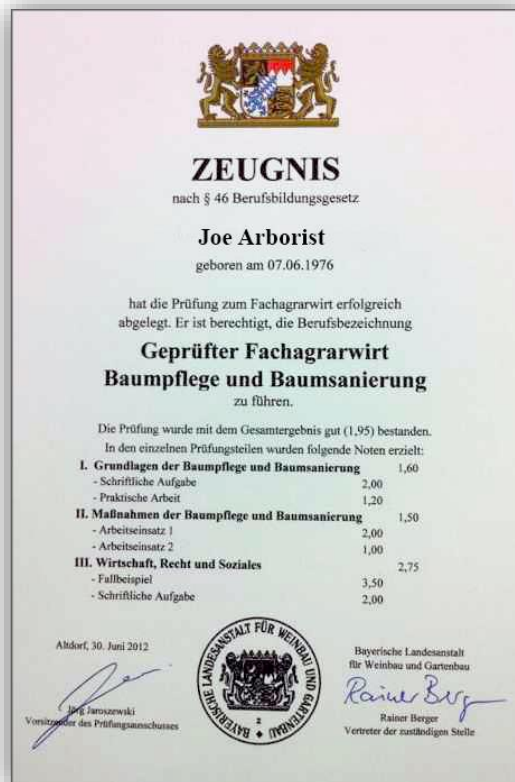 ZEUGNIS
nach § 46 Berufsbildungsgesetz
Joe Arborist
geboren am 07.06.1976
hat die Prüfung zum Fachagrarwirt erfolgreich
abgelegt. Er ist berechtigt, die Berufsbezeichnung
Geprüfter Fachagrarwirt
Baumpflege und Baumsanierung
zu führen.
Die Prüfung wurde mit dem Gesamtergebnis gut (1,95) bestanden.
In den einzelnen Prüfungsteilen wurden folgende Noten erzielt:
I. Grundlagen der Baumpflege und Baumsanierung 1,60
- Schriftliche Aufgabe 2,00
- Praktische Arbeit 1,20
II. Maßnahmen der Baumpflege und Baumsanierung 1,50
- Arbeitseinsatz 1 2,00
- Arbeitseinsatz 2 1,00
III. Wirtschaft, Recht und Soziales 2,75
- Fallbeispiel 3,50
- Schriftliche Aufgabe 2,00
Altdorf, 30. Juni 2012
Jörg Jaroszewski
Vorsitzender des Prüfungsausschusses
BAYERISCHE LANDESANSTALT FÜR WEINBAU UND GARTENBAU
2
Bayerische Landesanstalt
für Weinbau und Gartenbau
Rainer Berg
Rainer Berger
Vertreter der zuständigen Stelle